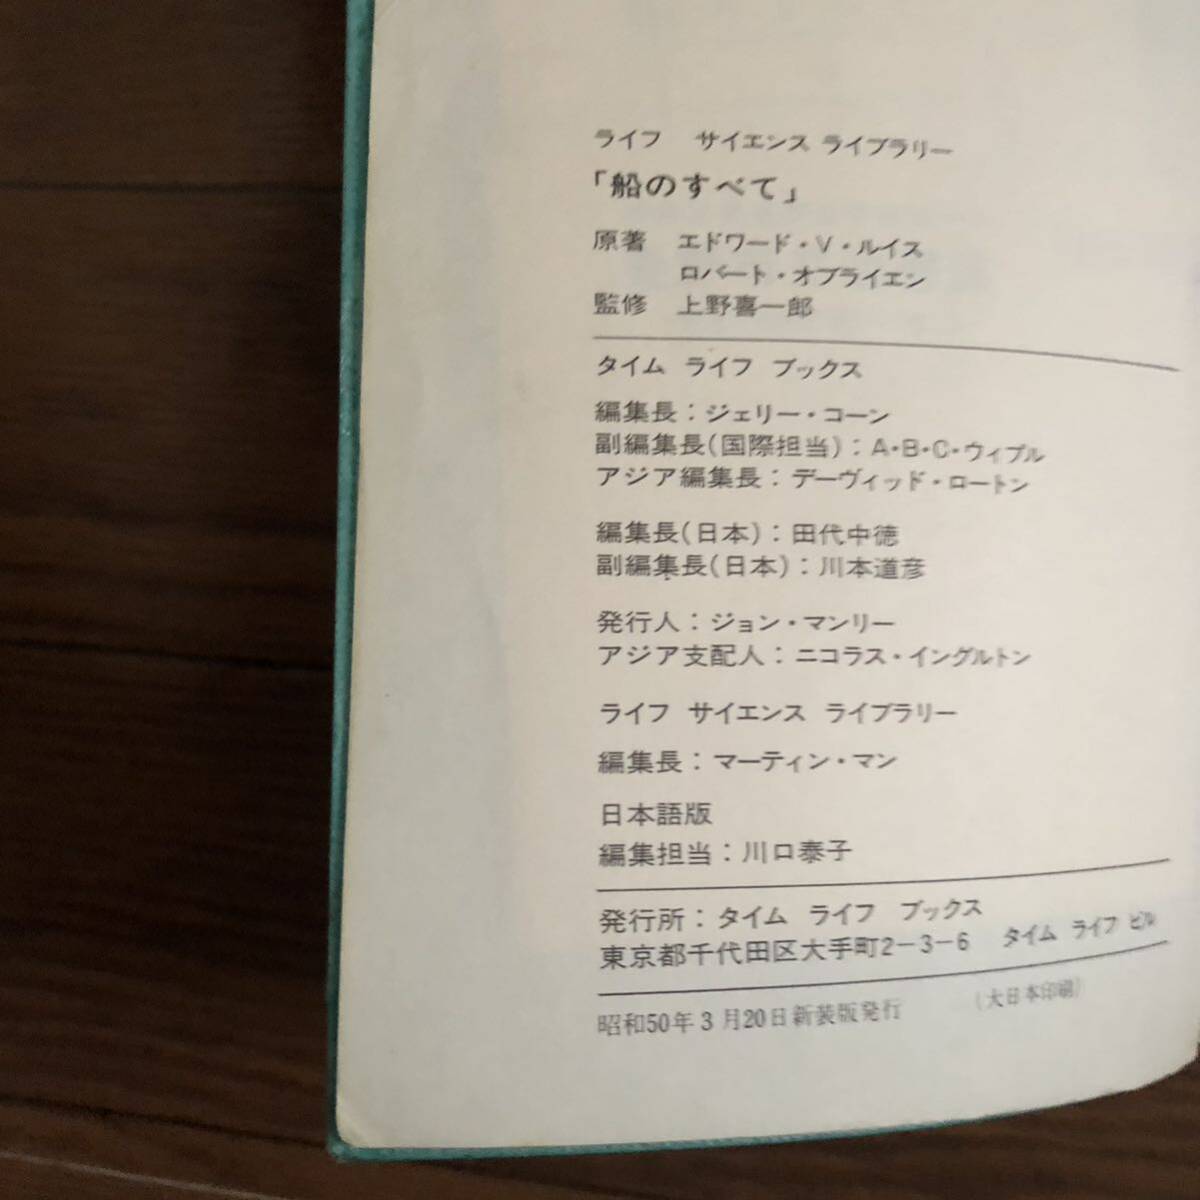 ライフ サイエンス ライブラリー
「船のすべて」
原著 エドワード・V・ルイス
ロバート・オブライエン
監修 上野喜一郎
タイム ライフ ブックス
編集長：ジェリー・コーン
副編集長(国際担当)：A・B・C・ウィプル
アジア編集長：デーヴィッド・ロートン
編集長(日本)：田代中徳
副編集長(日本)：川本道彦
発行人：ジョン・マンリー
アジア支配人：ニコラス・イングルトン
ライフ サイエンス ライブラリー
編集長：マーティン・マン
日本語版
編集担当：川口泰子
発行所：タイム ライフ ブックス
東京都千代田区大手町2−3−6 タイム ライフ ビル
昭和50年3月20日新装版発行 (大日本印刷)